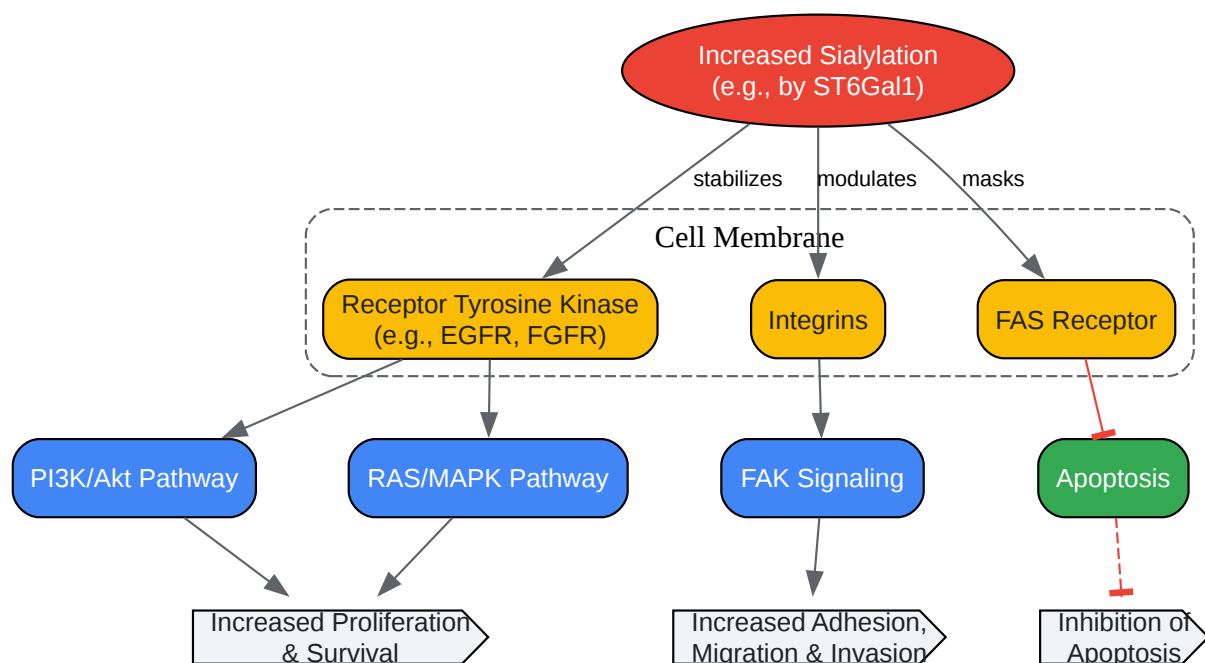 Increased Sialylation
(e.g., by ST6Gal1)
stabilizes
modulates
masks
Cell Membrane
Receptor Tyrosine Kinase
(e.g., EGFR, FGFR)
Integrins
FAS Receptor
PI3K/Akt Pathway
RAS/MAPK Pathway
FAK Signaling
Apoptosis
Increased Proliferation
& Survival
Increased Adhesion,
Migration & Invasion
Inhibition of
Apoptosis